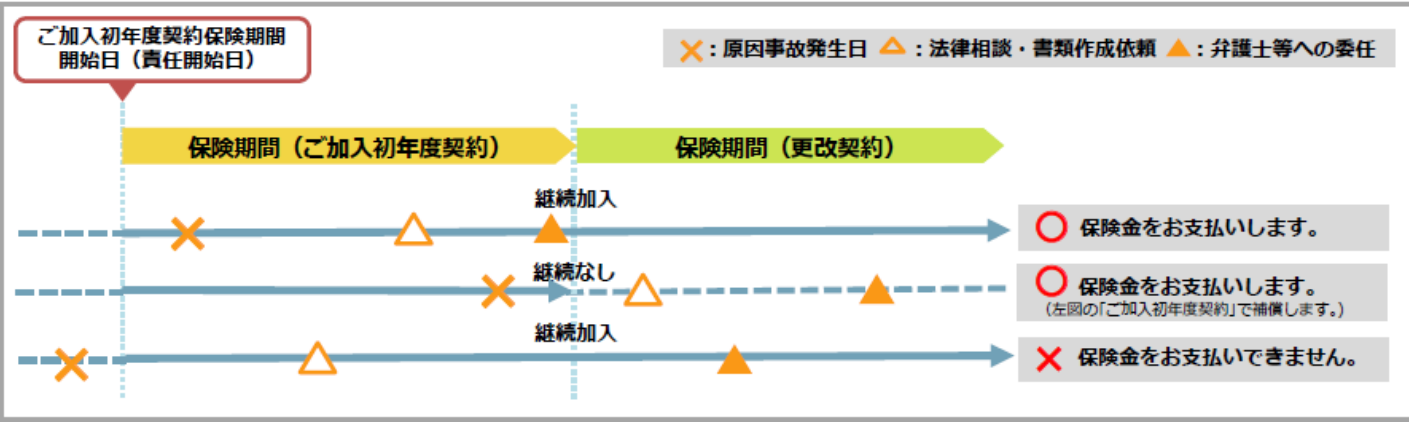 ご加入初年度契約保険期間
開始日（責任開始日）
×：原因事故発生日 △：法律相談・書類作成依頼 ▲：弁護士等への委任
保険期間（ご加入初年度契約）
保険期間（更改契約）
継続加入
保険金をお支払いします。
継続なし
保険金をお支払いします。
（左図の「ご加入初年度契約」で補償します。）
継続加入
保険金をお支払いできません。